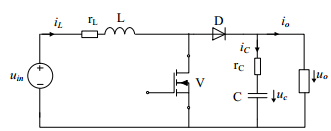 i_L r_L L D i_o
i_C
r_C
u_in V u_o
C u_c